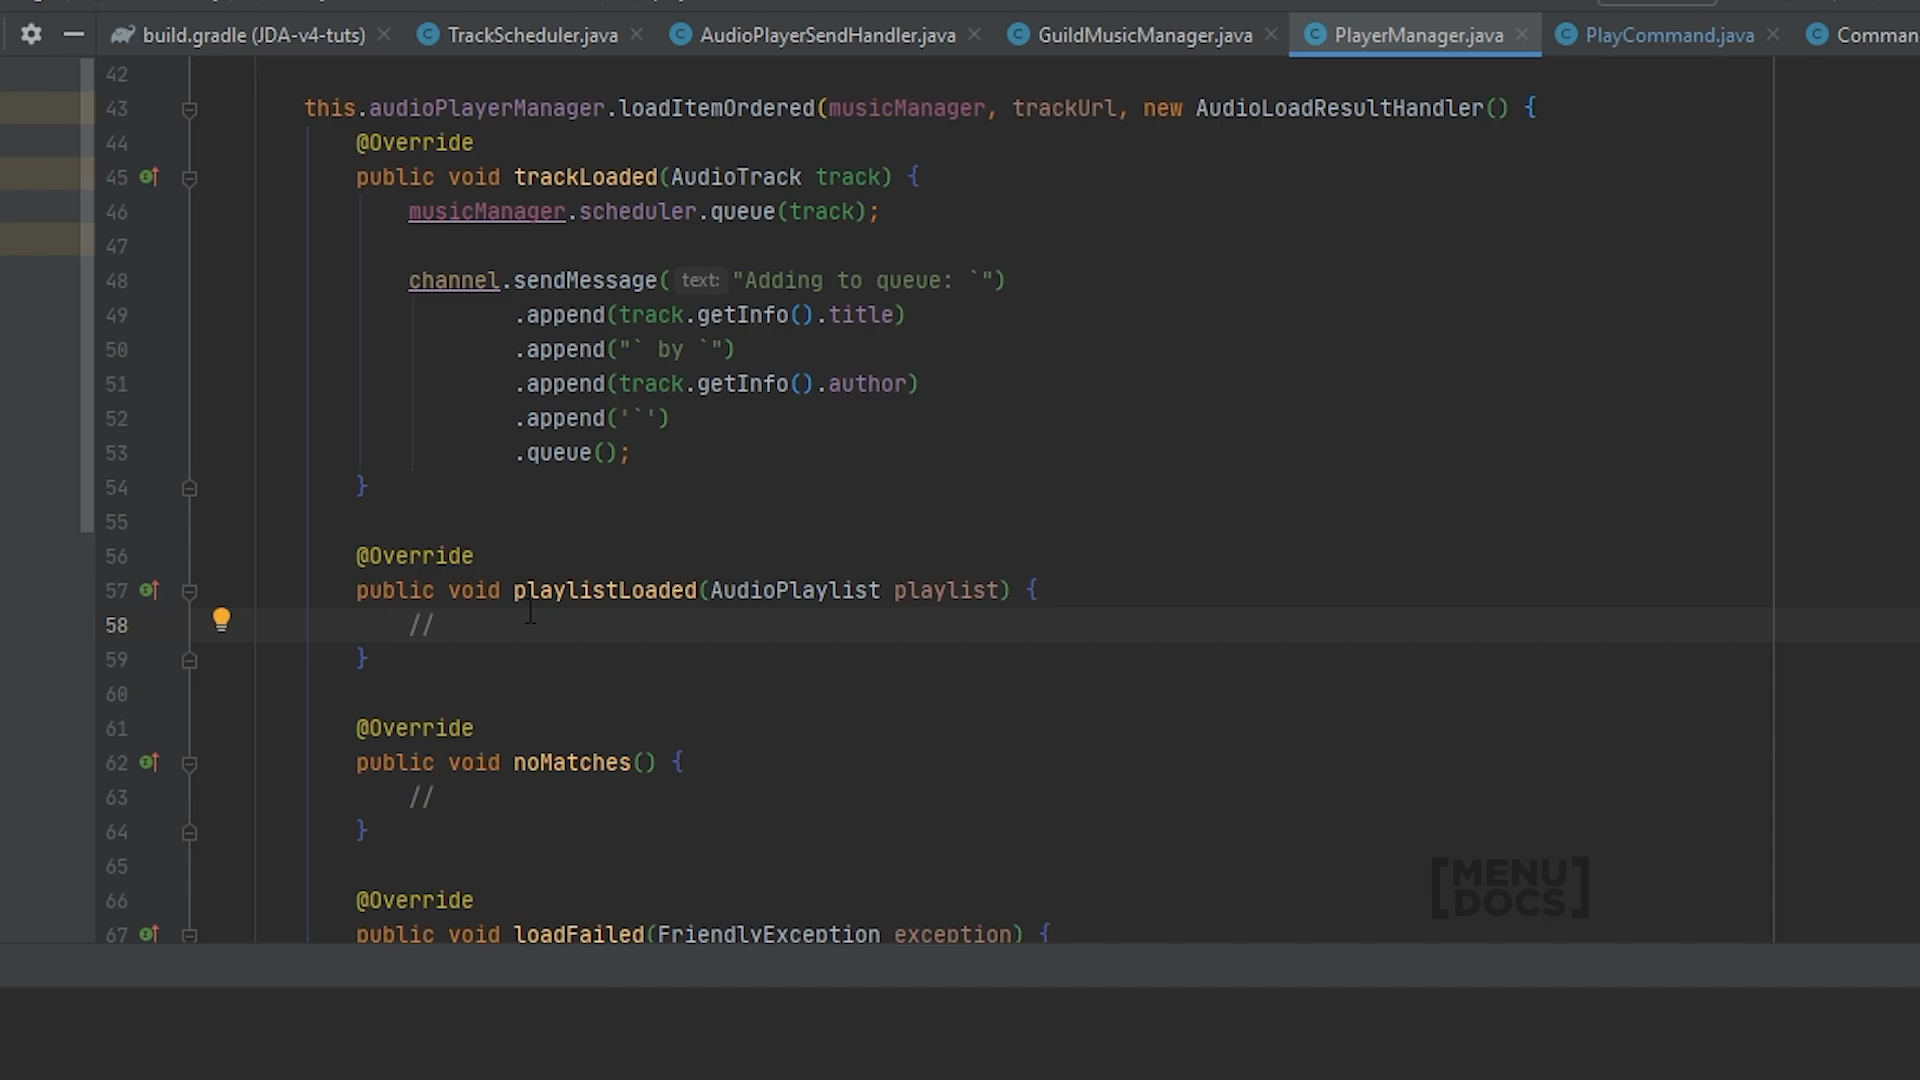 build.gradle (JDA-v4-tuts) TrackScheduler.java AudioPlayerSendHandler.java GuildMusicManager.java PlayerManager.java PlayCommand.java Comman
42
43 this.audioPlayerManager.loadItemOrdered(musicManager, trackUrl, new AudioLoadResultHandler() {
44 @Override
45 public void trackLoaded(AudioTrack track) {
46 musicManager.scheduler.queue(track);
47
48 channel.sendMessage( text: "Adding to queue: `")
49 .append(track.getInfo().title)
50 .append("` by `")
51 .append(track.getInfo().author)
52 .append('`')
53 .queue();
54 }
55
56 @Override
57 public void playlistLoaded(AudioPlaylist playlist) {
58 //
59 }
60
61 @Override
62 public void noMatches() {
63 //
64 }
65
66 @Override
67 public void loadFailed(FriendlyException exception) {
[MENU
DOCS]